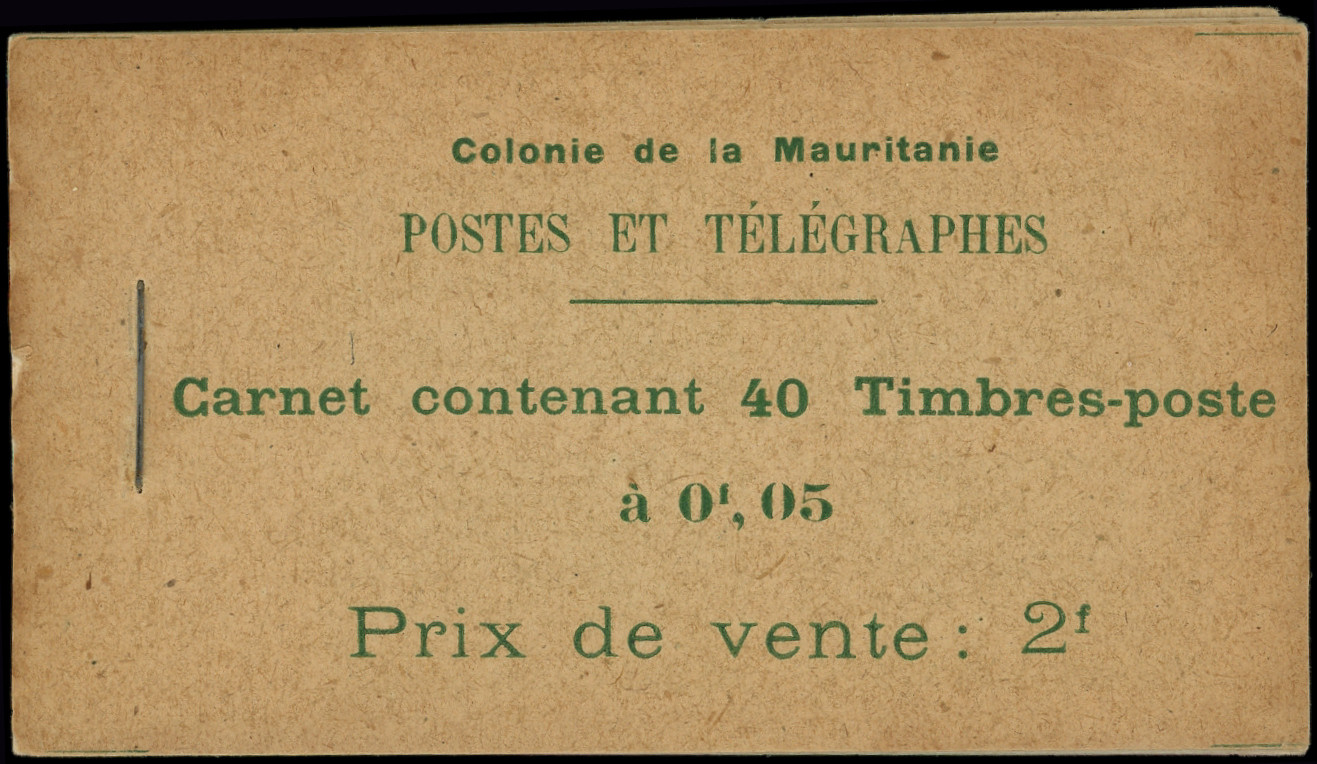 Colonie de la Mauritanie
POSTES ET TÉLÉGRAPHES
Carnet contenant 40 Timbres-poste
à 0ᶠ, 05
Prix de vente : 2ᶠ